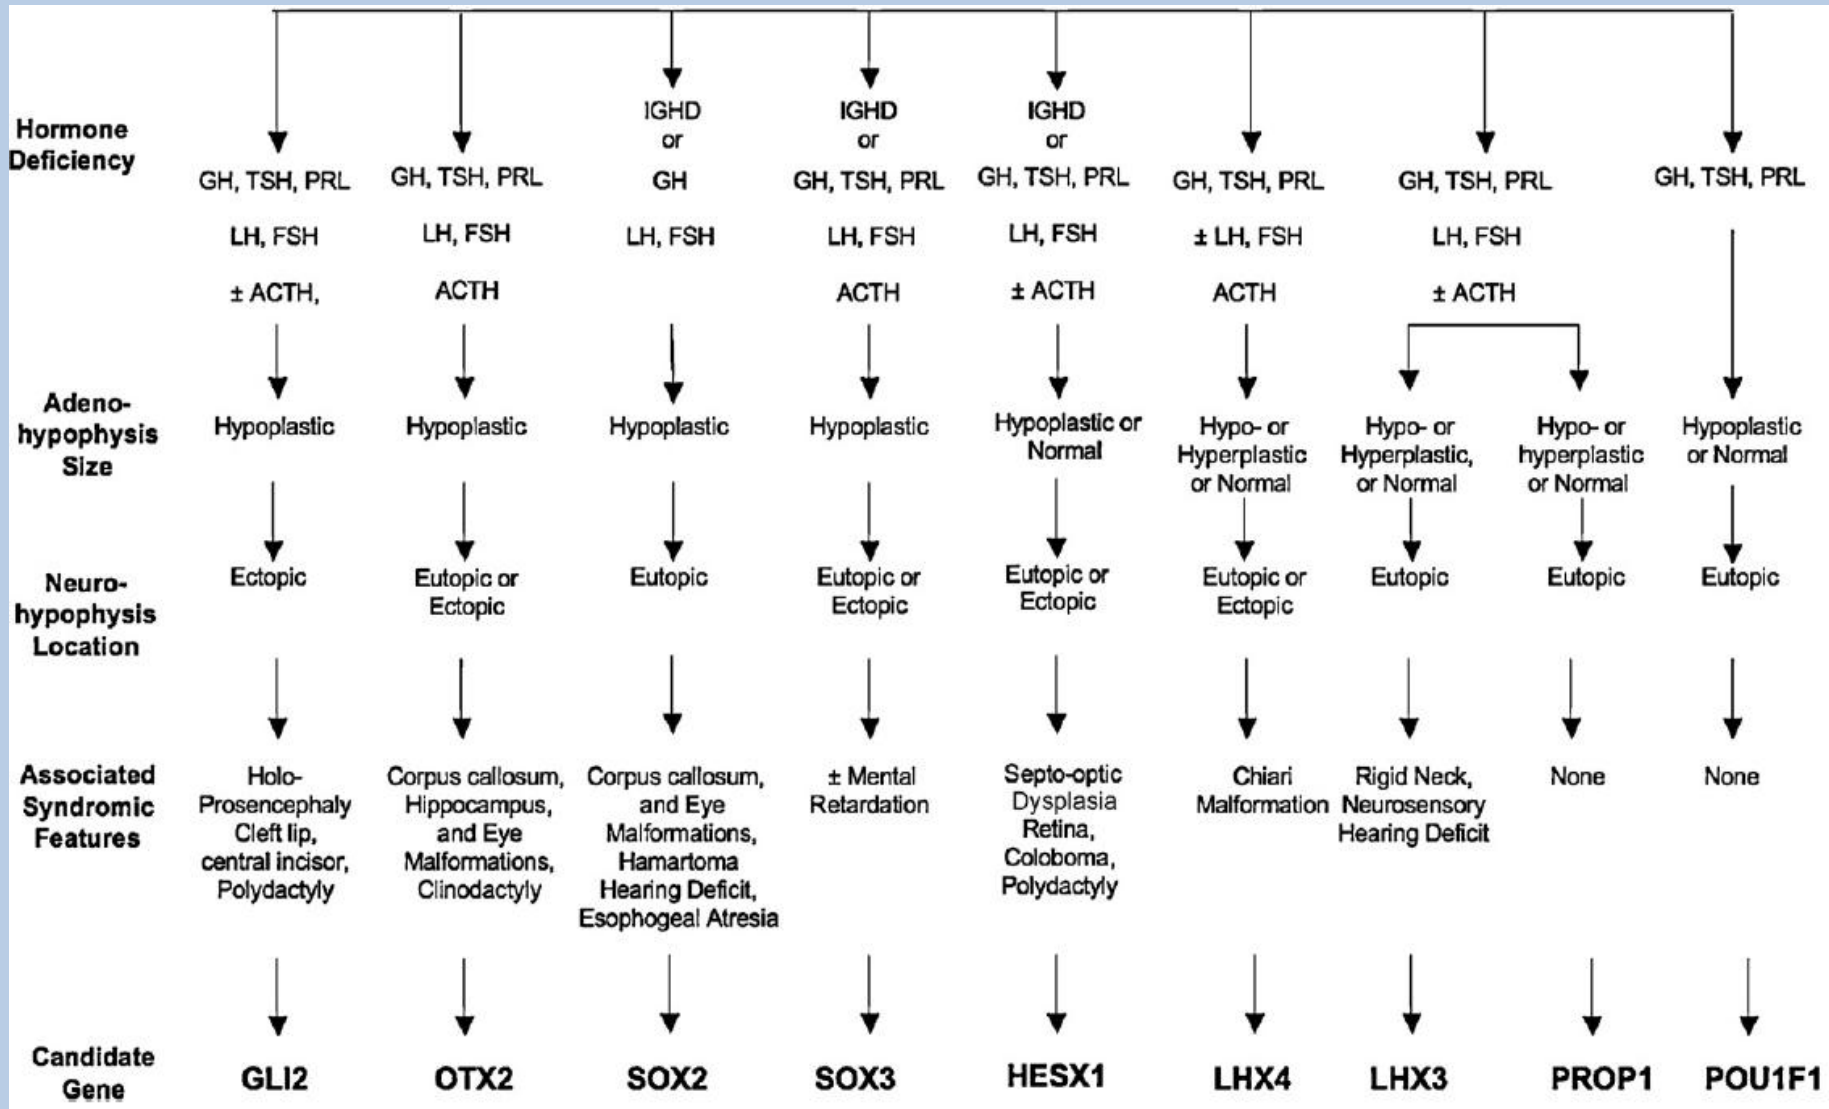 Hormone
Deficiency
GH, TSH, PRL
LH, FSH
± ACTH,
GH, TSH, PRL
LH, FSH
ACTH
IGHD
or
GH
LH, FSH
IGHD
or
GH, TSH, PRL
LH, FSH
ACTH
IGHD
or
GH, TSH, PRL
LH, FSH
± ACTH
GH, TSH, PRL
± LH, FSH
ACTH
GH, TSH, PRL
LH, FSH
± ACTH
GH, TSH, PRL
Adeno-
hypophysis
Size
Hypoplastic
Hypoplastic
Hypoplastic
Hypoplastic
Hypoplastic or
Normal
Hypo- or
Hyperplastic
or Normal
Hypo- or
Hyperplastic,
or Normal
Hypo- or
hyperplastic
or Normal
Hypoplastic
or Normal
Neuro-
hypophysis
Location
Ectopic
Eutopic or
Ectopic
Eutopic
Eutopic or
Ectopic
Eutopic or
Ectopic
Eutopic or
Ectopic
Eutopic
Eutopic
Eutopic
Associated
Syndromic
Features
Holo-
Prosencephaly
Cleft lip,
central incisor,
Polydactyly
Corpus callosum,
Hippocampus,
and Eye
Malformations,
Clinodactyly
Corpus callosum,
and Eye
Malformations,
Hamartoma
Hearing Deficit,
Esophogeal Atresia
± Mental
Retardation
Septo-optic
Dysplasia
Retina,
Coloboma,
Polydactyly
Chiari
Malformation
Rigid Neck,
Neurosensory
Hearing Deficit
None
None
Candidate
Gene
GLI2
OTX2
SOX2
SOX3
HESX1
LHX4
LHX3
PROP1
POU1F1